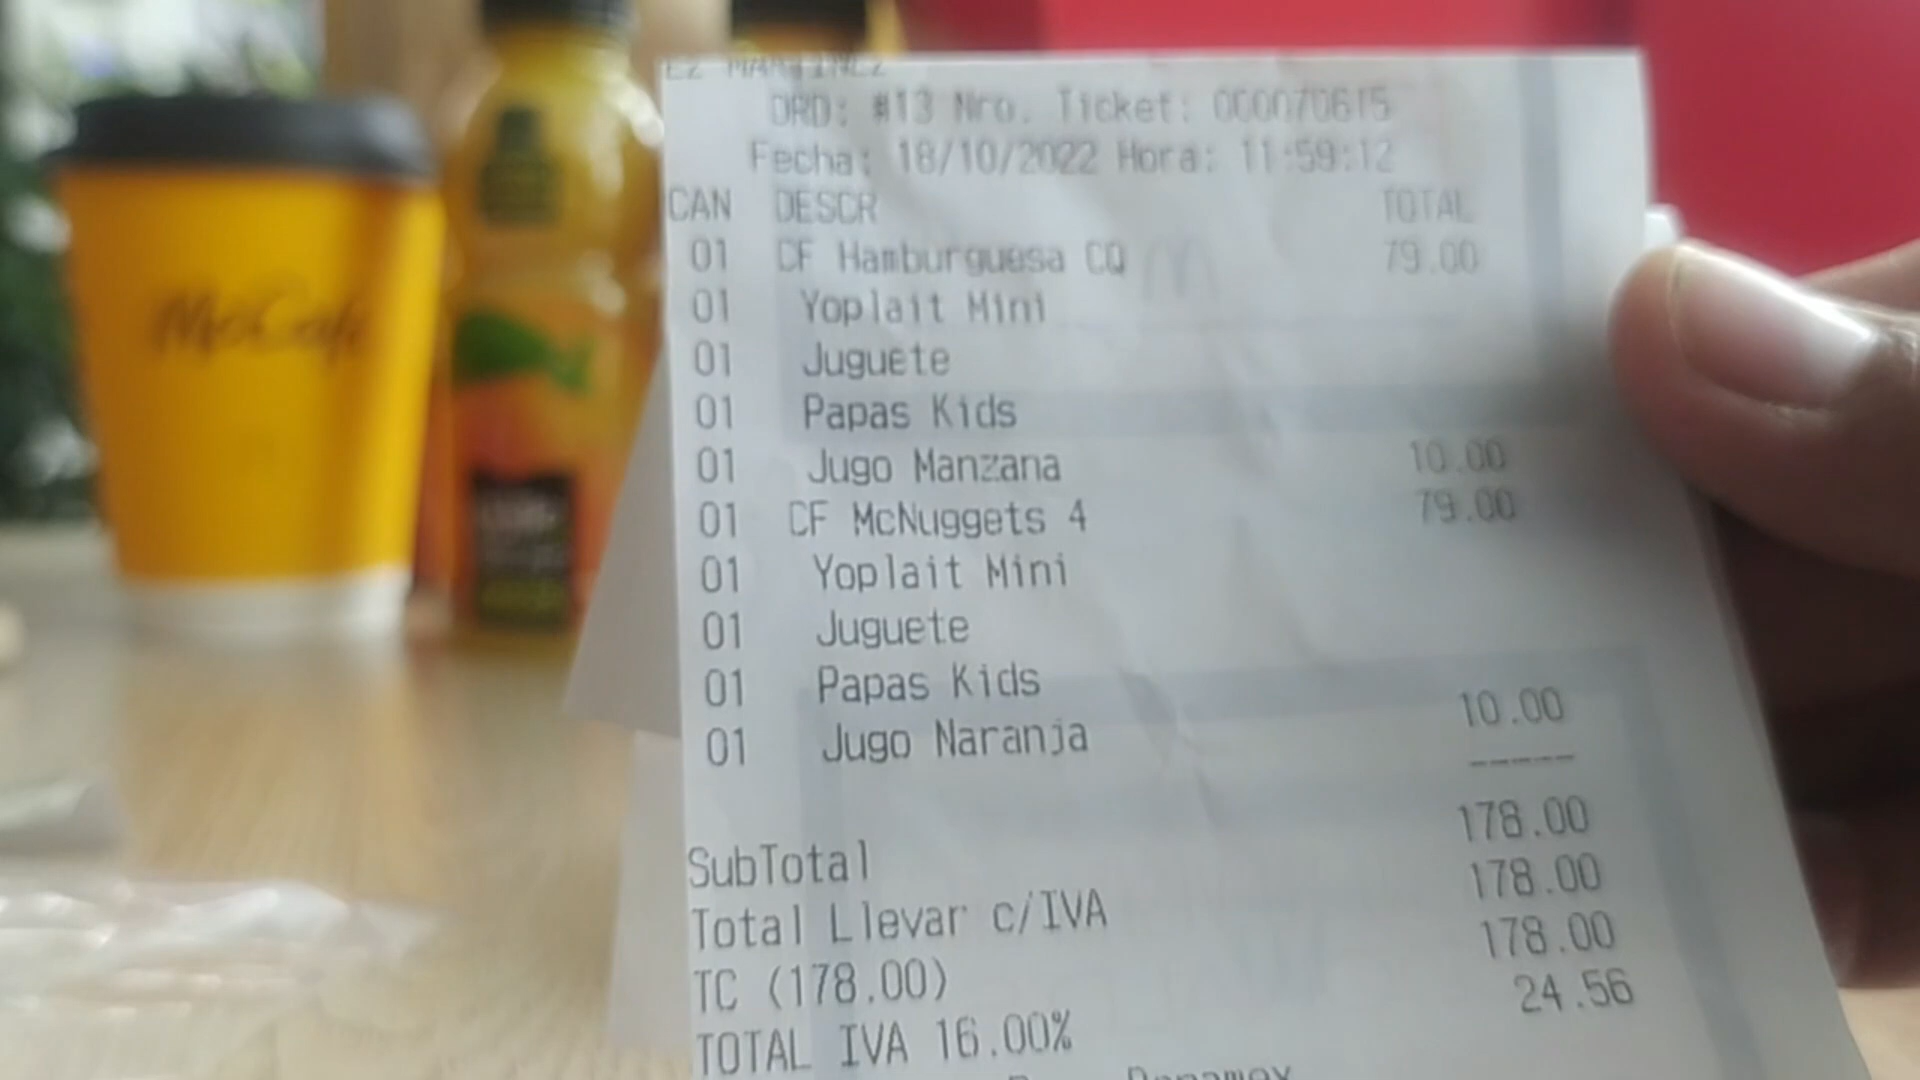 McCafé
EZ MARTINEZ
ORD: #13 Nro. Ticket: 000070615
Fecha: 18/10/2022 Hora: 11:59:12
CAN DESCR TOTAL
01 CF Hamburguesa CQ 79.00
01 Yoplait Mini
01 Juguete
01 Papas Kids
01 Jugo Manzana 10.00
01 CF McNuggets 4 79.00
01 Yoplait Mini
01 Juguete
01 Papas Kids
01 Jugo Naranja 10.00
-----
SubTotal 178.00
Total Llevar c/IVA 178.00
TC (178.00) 178.00
TOTAL IVA 16.00% 24.56